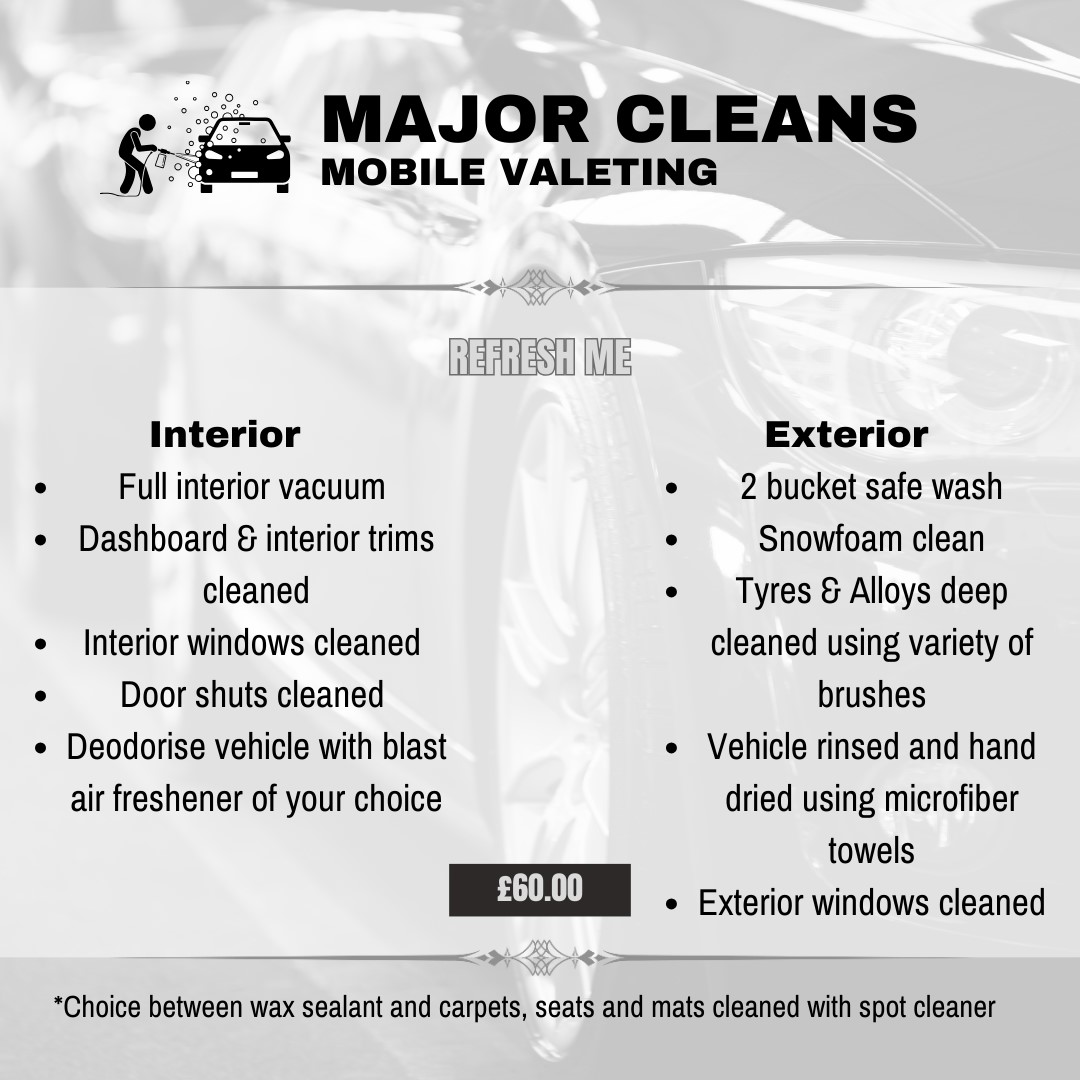 MAJOR CLEANS
MOBILE VALETING
REFRESH ME
Interior
• Full interior vacuum
• Dashboard & interior trims
cleaned
• Interior windows cleaned
• Door shuts cleaned
• Deodorise vehicle with blast
air freshener of your choice
Exterior
• 2 bucket safe wash
• Snowfoam clean
• Tyres & Alloys deep
cleaned using variety of
brushes
• Vehicle rinsed and hand
dried using microfiber
towels
• Exterior windows cleaned
£60.00
*Choice between wax sealant and carpets, seats and mats cleaned with spot cleaner